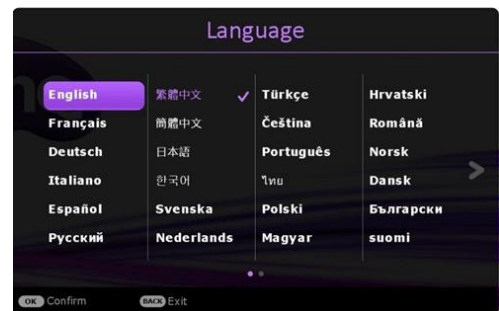 Language
English
Français
Deutsch
Italiano
Español
Русский
繁體中文
簡體中文
日本語
한국어
Svenska
Nederlands
Türkçe
Čeština
Português
ไทย
Polski
Magyar
Hrvatski
Română
Norsk
Dansk
Български
suomi
OK Confirm
BACK Exit